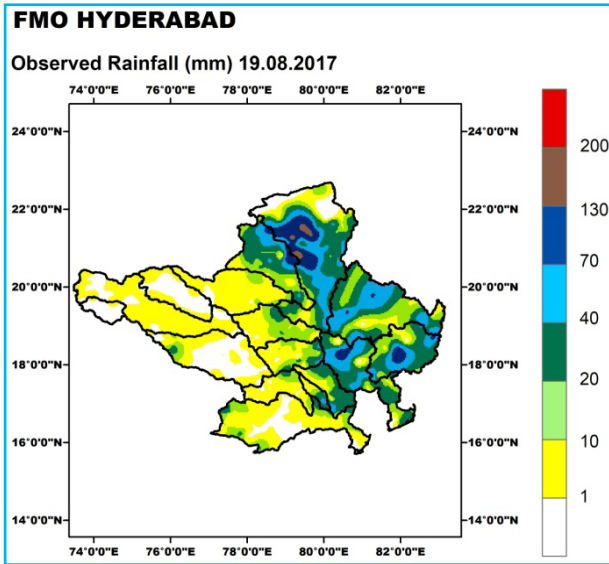 FMO HYDERABAD
Observed Rainfall (mm) 19.08.2017
74°0'0"E 76°0'0"E 78°0'0"E 80°0'0"E 82°0'0"E
24°0'0"N 24°0'0"N
22°0'0"N 22°0'0"N
20°0'0"N 20°0'0"N
18°0'0"N 18°0'0"N
16°0'0"N 16°0'0"N
14°0'0"N 14°0'0"N
74°0'0"E 76°0'0"E 78°0'0"E 80°0'0"E 82°0'0"E
200
130
70
40
20
10
1